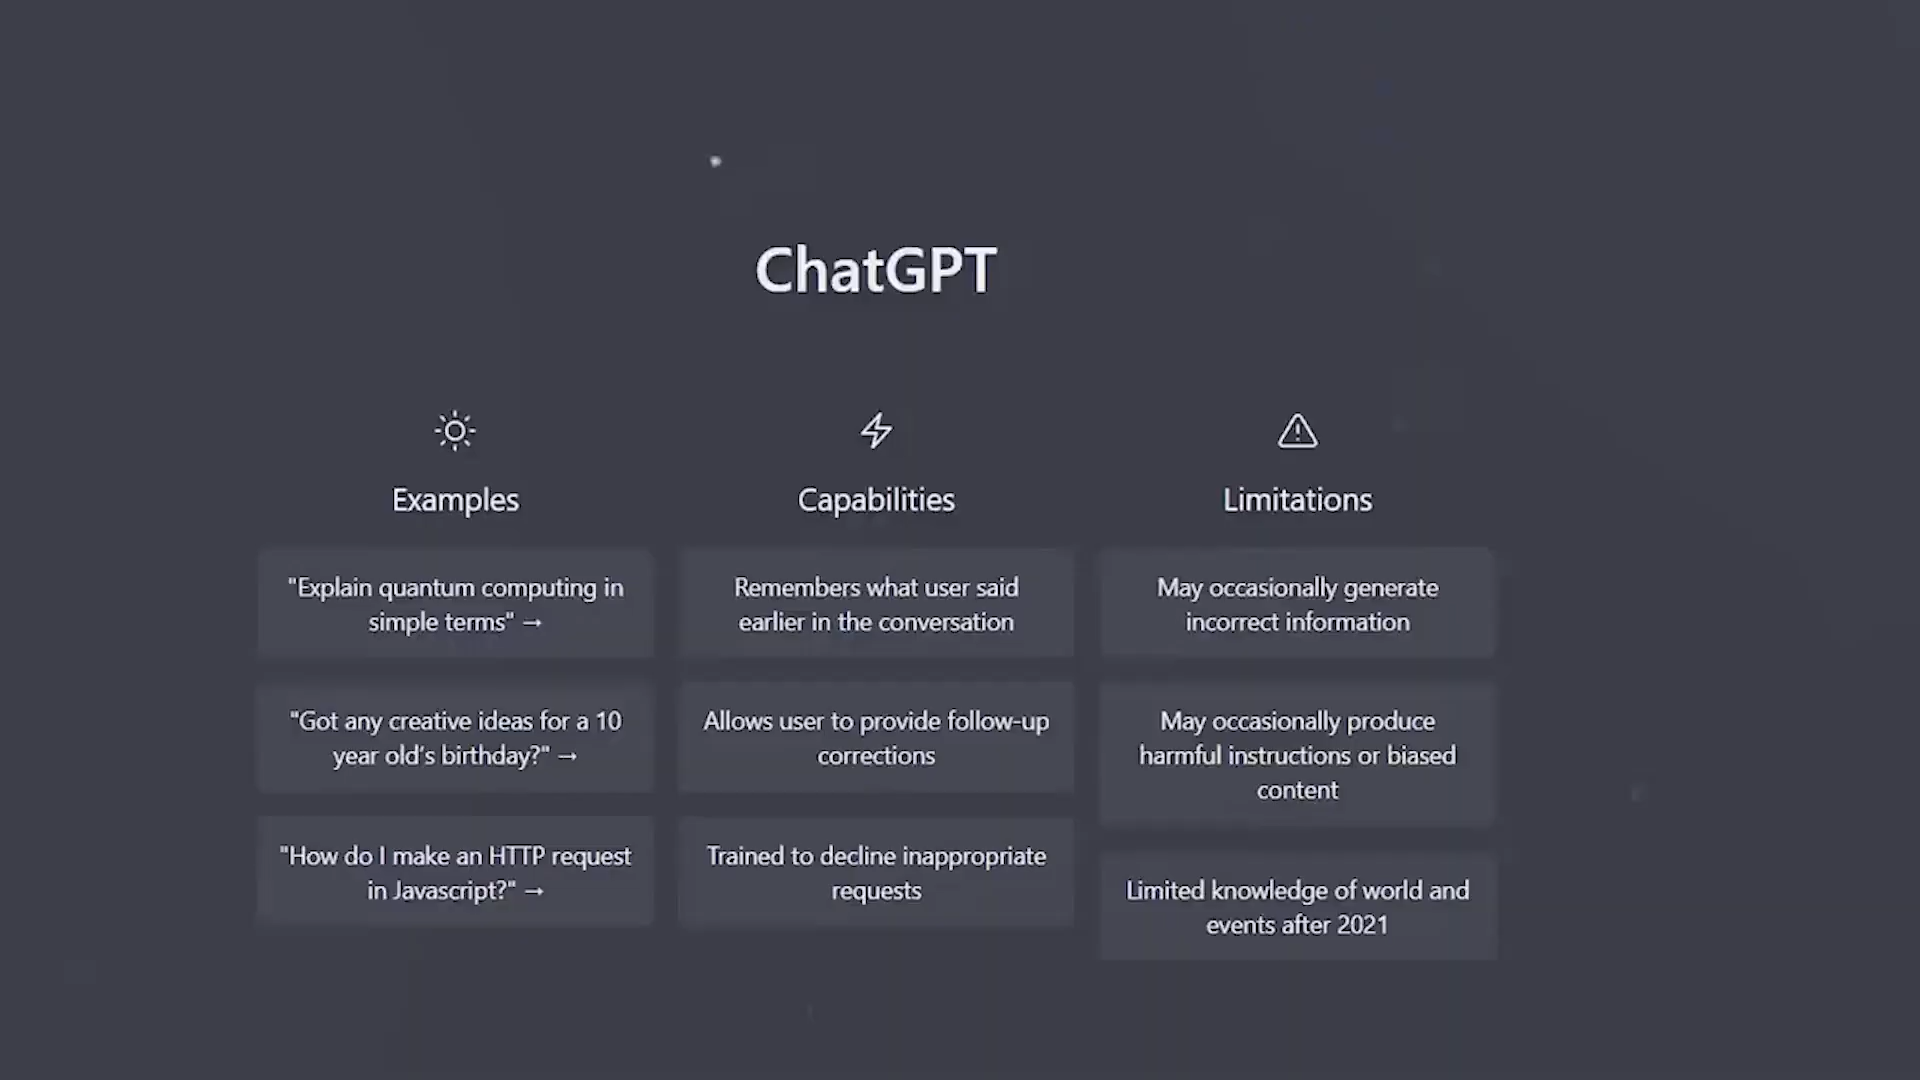 ChatGPT
Examples
"Explain quantum computing in
simple terms" →
"Got any creative ideas for a 10
year old's birthday?" →
"How do I make an HTTP request
in Javascript?" →
Capabilities
Remembers what user said
earlier in the conversation
Allows user to provide follow-up
corrections
Trained to decline inappropriate
requests
Limitations
May occasionally generate
incorrect information
May occasionally produce
harmful instructions or biased
content
Limited knowledge of world and
events after 2021